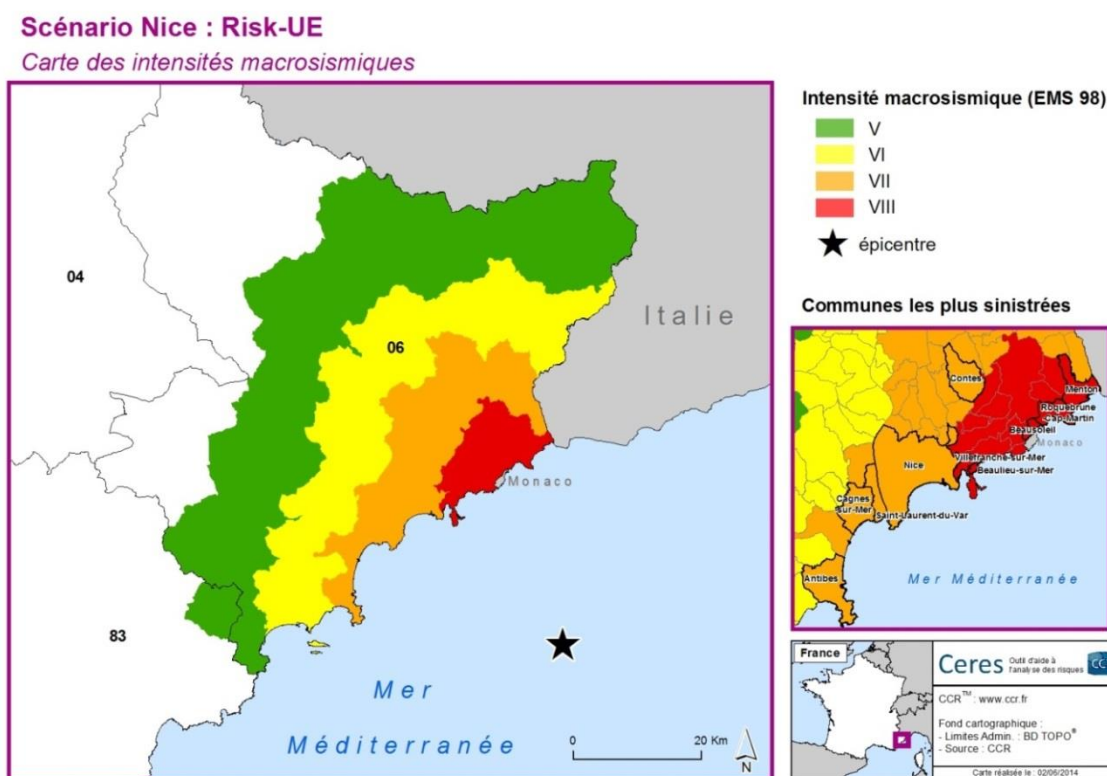 Scénario Nice : Risk-UE
Carte des intensités macrosismiques
04
06
83
Italie
Monaco
Mer
Méditerranée
0
20 Km
N
Intensité macrosismique (EMS 98)
V
VI
VII
VIII
épicentre
Communes les plus sinistrées
Contes
Menton
Roquebrune
Cap-Martin
Beausoleil
Monaco
Villefranche-sur-Mer
Beaulieu-sur-Mer
Nice
Cagnes
sur-Mer
Saint-Laurent-du-Var
Antibes
Mer Méditerranée
France
Ceres Outil d'aide à
l'analyse des risques
CC
CCR™ : www.ccr.fr
Fond cartographique :
- Limites Admin. : BD TOPO®
- Source : CCR
Carte réalisée le : 02/06/2014